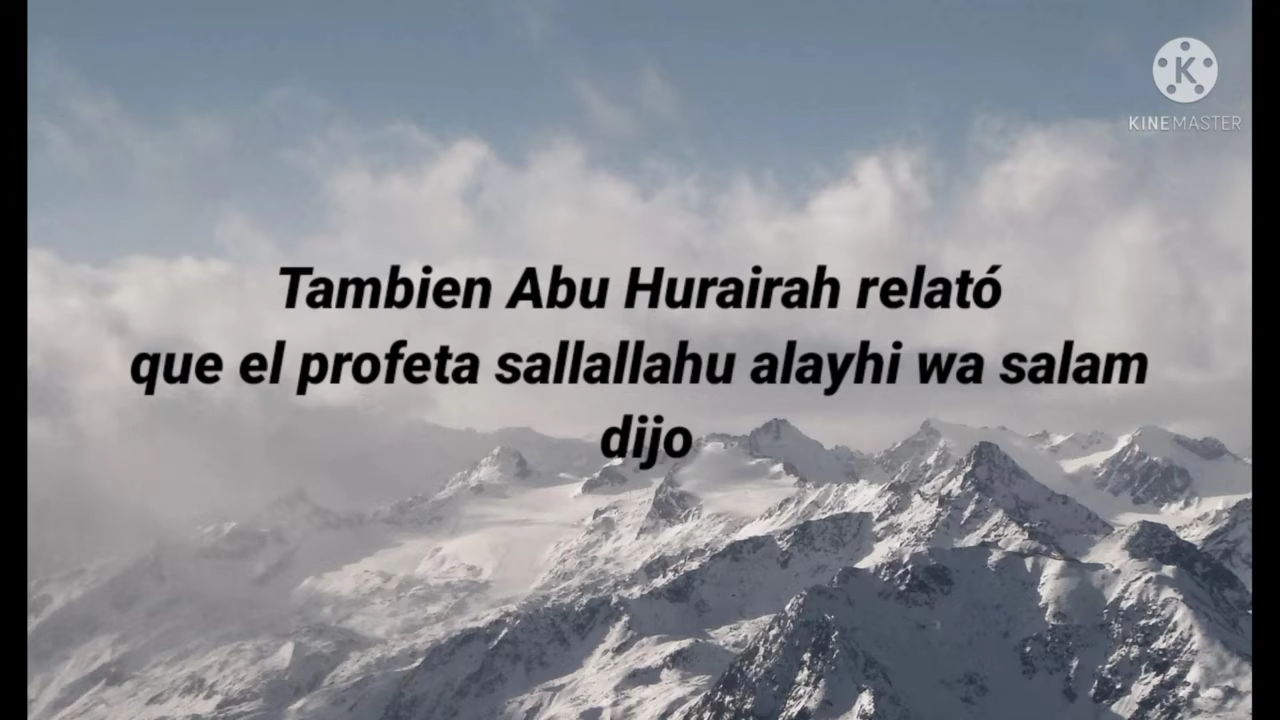 KINEMASTER
Tambien Abu Hurairah relató
que el profeta sallallahu alayhi wa salam
dijo